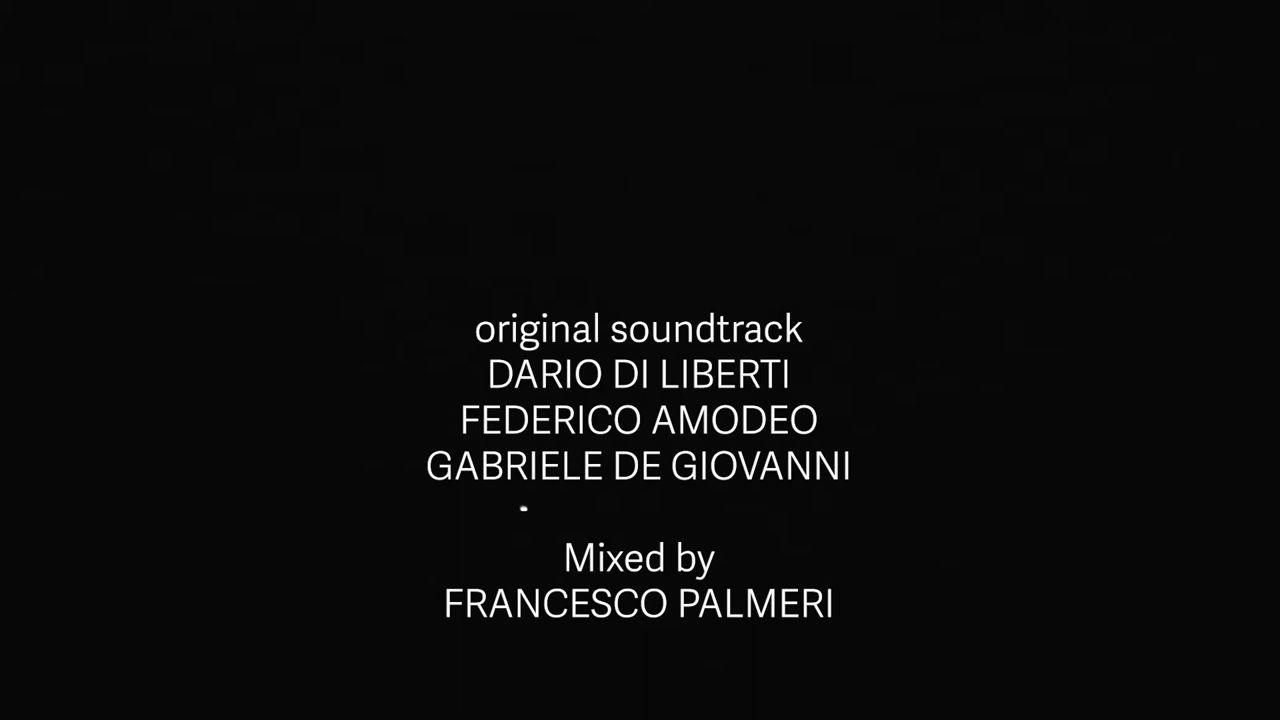 original soundtrack
DARIO DI LIBERTI
FEDERICO AMODEO
GABRIELE DE GIOVANNI
Mixed by
FRANCESCO PALMERI